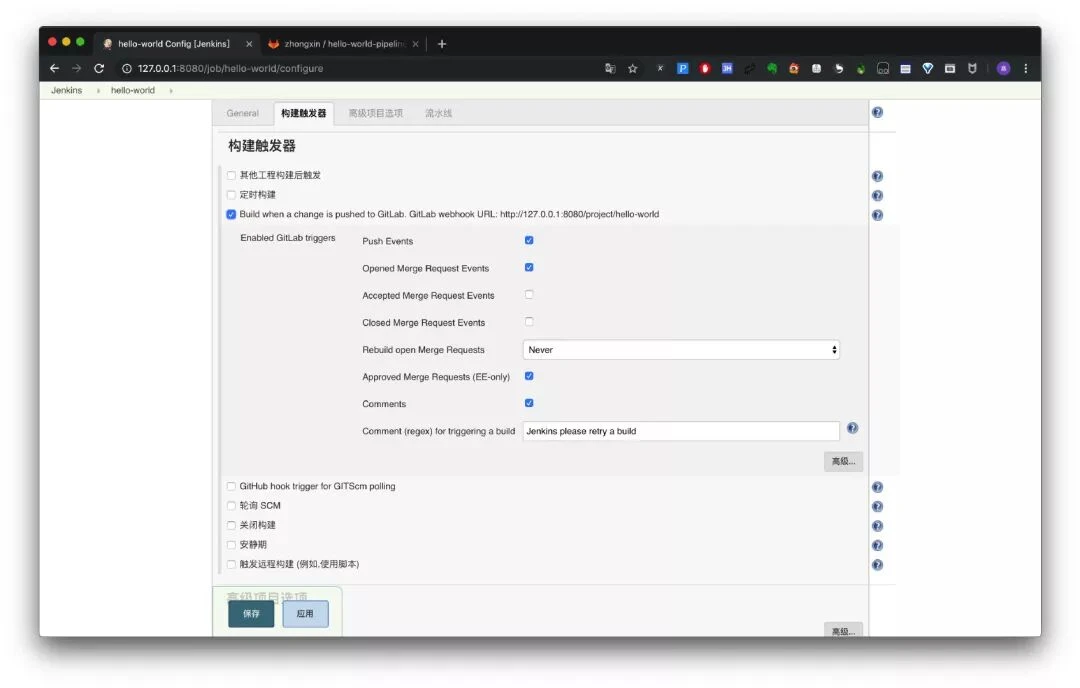 hello-world Config [Jenkins]
zhongxin / hello-world-pipeline
127.0.0.1:8080/job/hello-world/configure
Jenkins
hello-world
General
构建触发器
高级项目选项
流水线
构建触发器
其他工程构建后触发
定时构建
Build when a change is pushed to GitLab. GitLab webhook URL: http://127.0.0.1:8080/project/hello-world
Enabled GitLab triggers
Push Events
Opened Merge Request Events
Accepted Merge Request Events
Closed Merge Request Events
Rebuild open Merge Requests
Never
Approved Merge Requests (EE-only)
Comments
Comment (regex) for triggering a build
Jenkins please retry a build
高级...
GitHub hook trigger for GITScm polling
轮询 SCM
关闭构建
安静期
触发远程构建 (例如,使用脚本)
高级项目选项
保存
应用
高级...